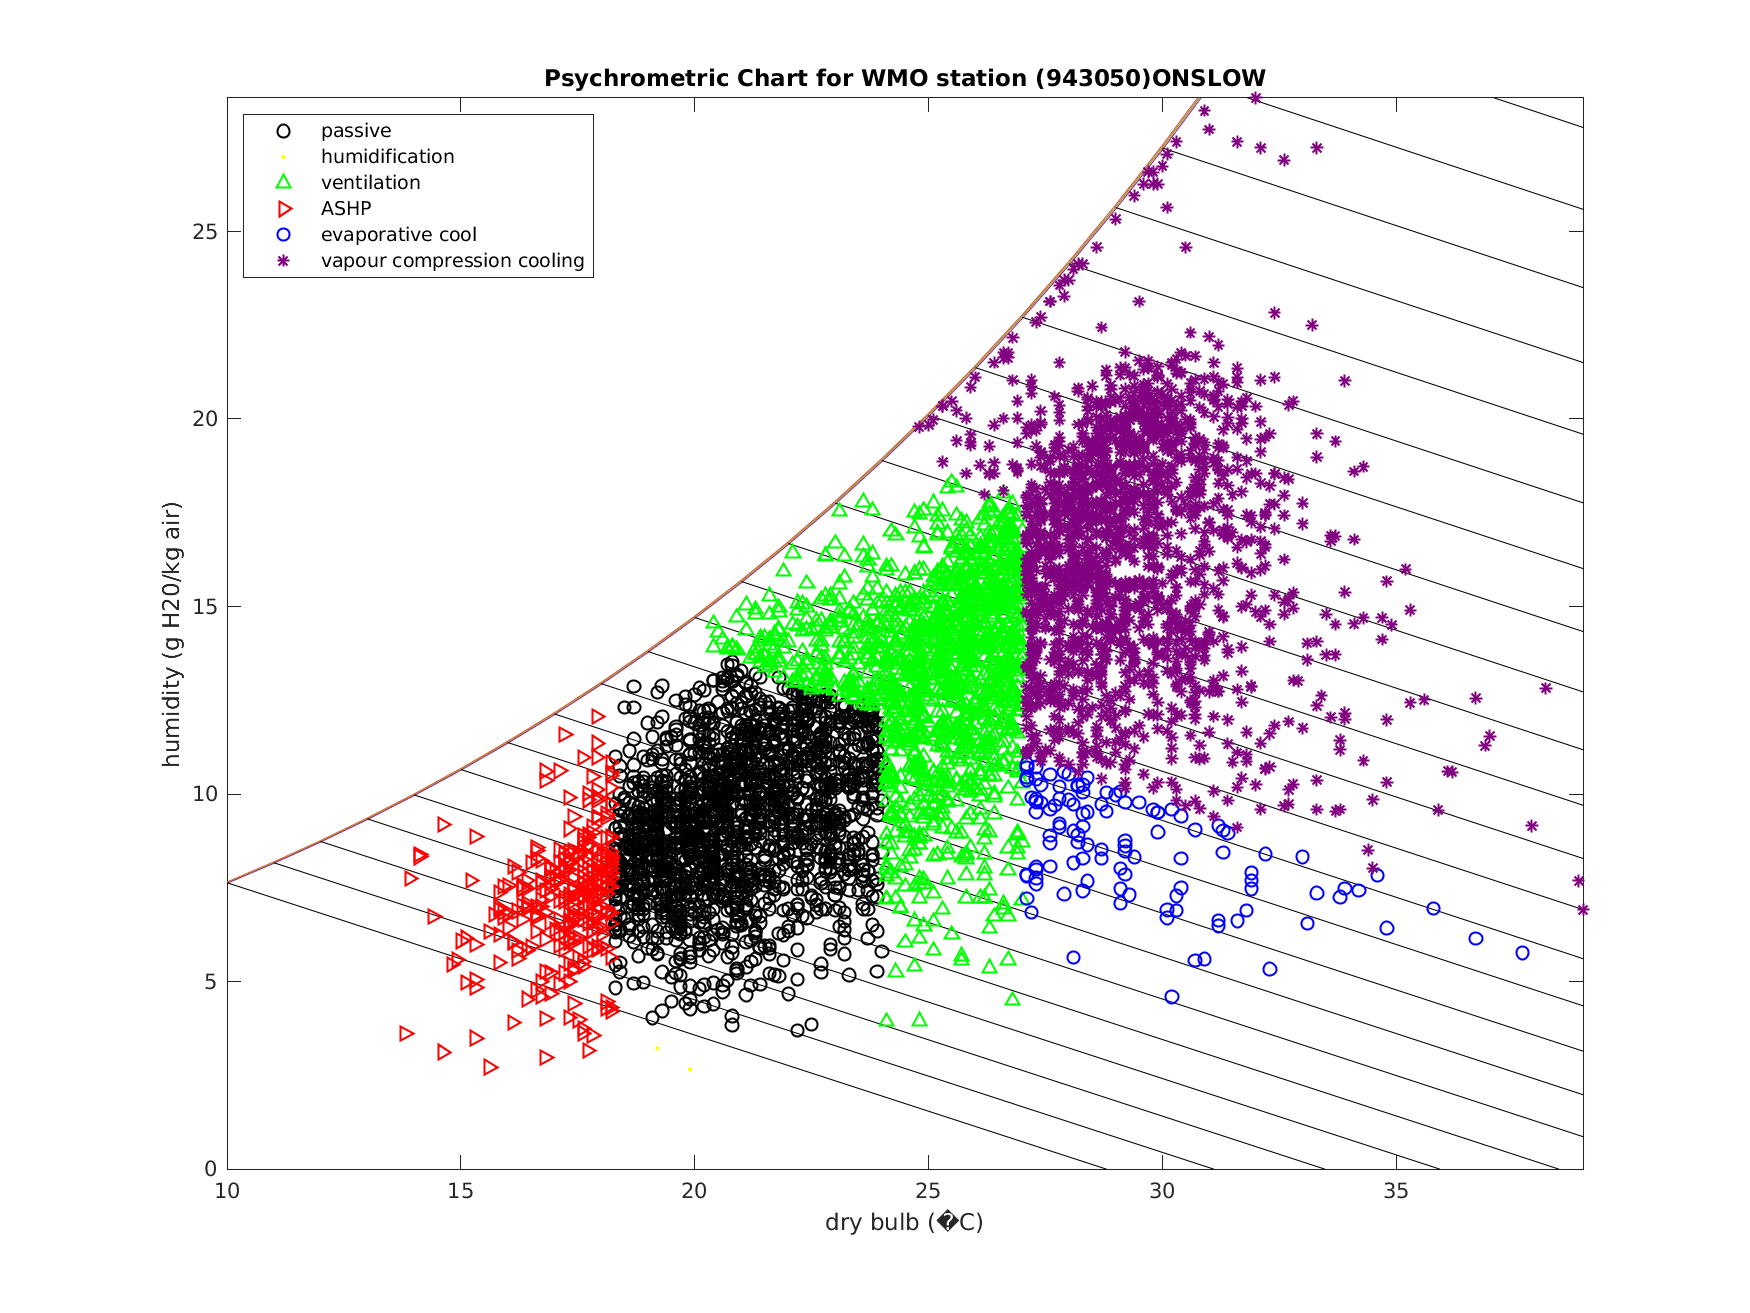 Psychrometric Chart for WMO station (943050)ONSLOW
passive
humidification
ventilation
ASHP
evaporative cool
vapour compression cooling
humidity (g H20/kg air)
25
20
15
10
5
0
10 15 20 25 30 35
dry bulb (�C)